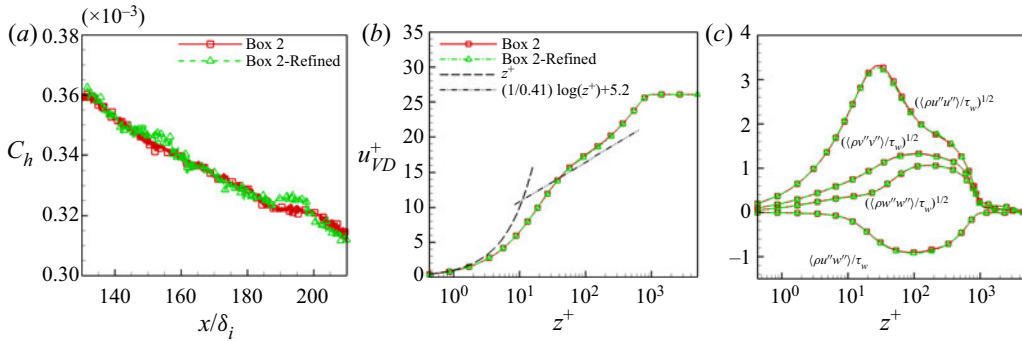 (a)
(×10⁻³)
0.38
0.36
0.34
0.32
0.30
C_h
Box 2
Box 2-Refined
140 160 180 200
x/δ_i
(b)
40
35
30
25
20
15
10
5
0
u⁺_VD
Box 2
Box 2-Refined
z⁺
(1/0.41) log(z⁺)+5.2
10⁰ 10¹ 10² 10³
z⁺
(c)
4
3
2
1
0
−1
(⟨ρu″u″⟩/τ_w)^1/2
(⟨ρv″v″⟩/τ_w)^1/2
(⟨ρw″w″⟩/τ_w)^1/2
⟨ρu″w″⟩/τ_w
10⁰ 10¹ 10² 10³
z⁺